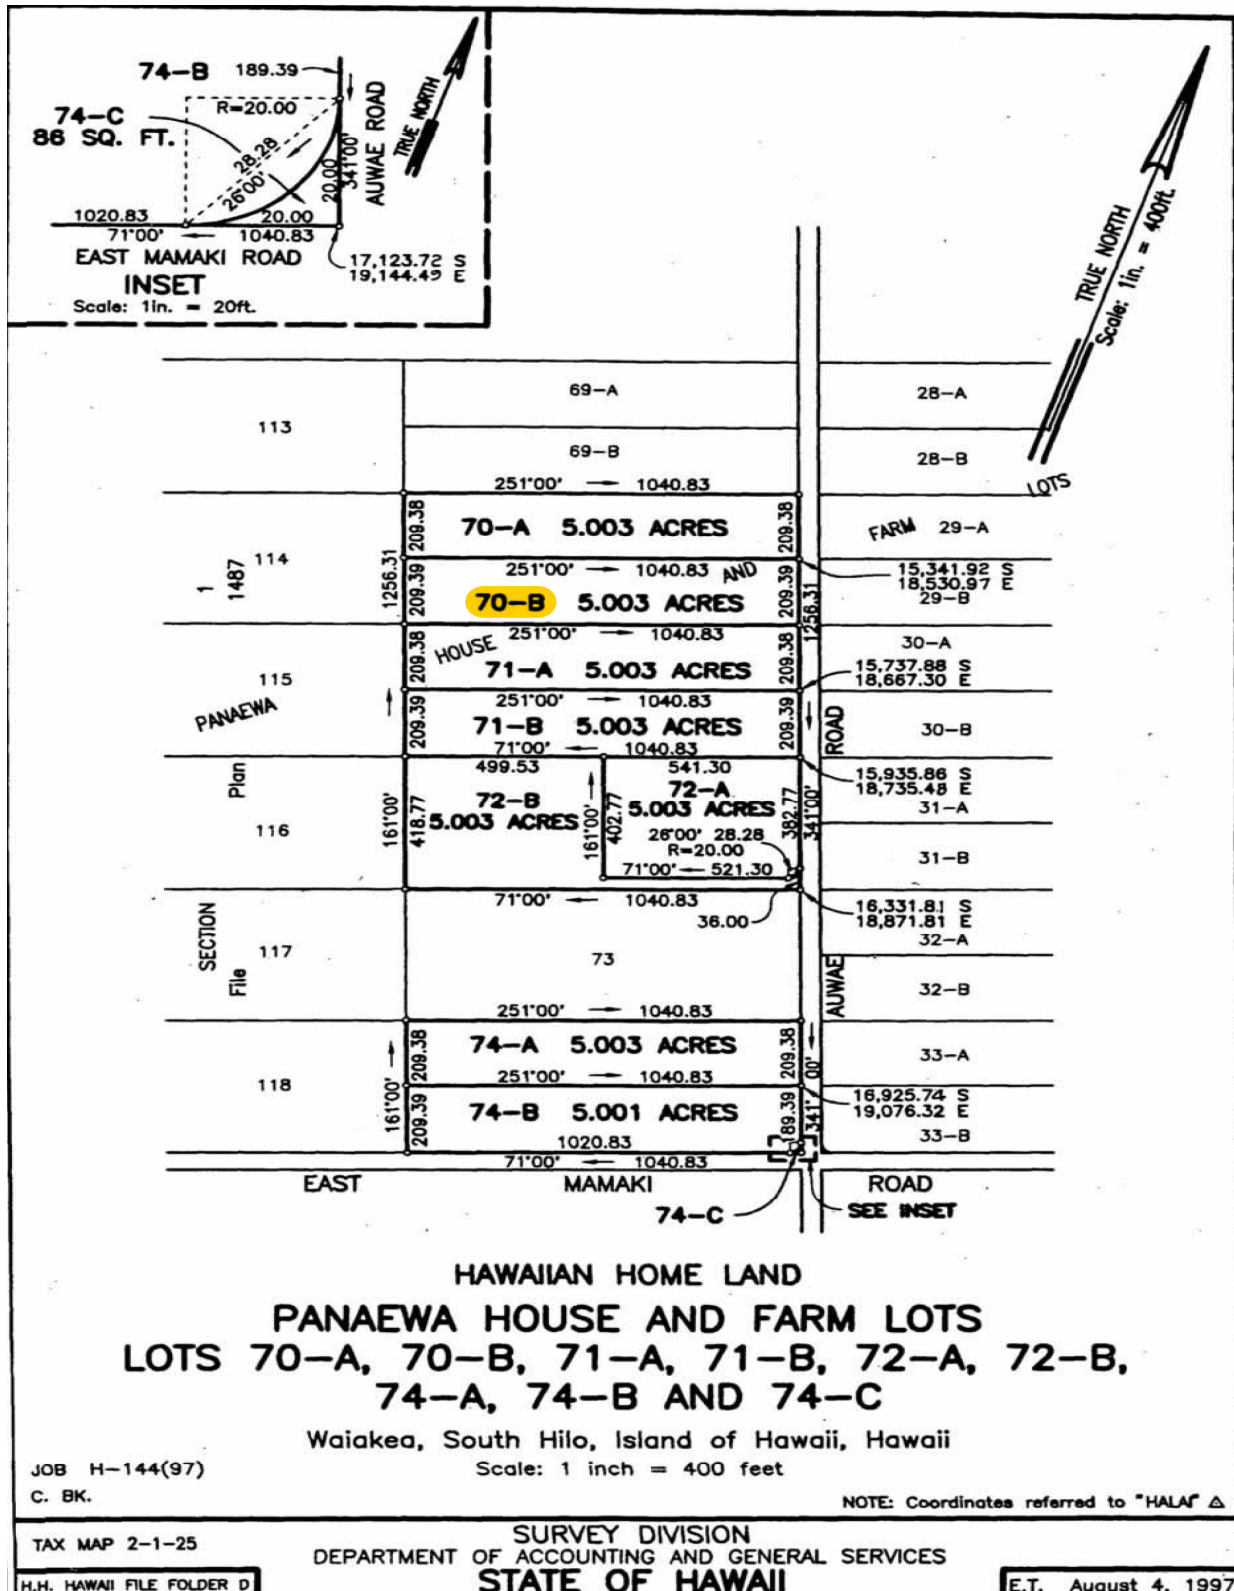 74-B 189.39
R=20.00
74-C
86 SQ. FT.
28.28
26°00'
20.00
341°00'
AUWAE ROAD
TRUE NORTH
1020.83 20.00
71°00' 1040.83
EAST MAMAKI ROAD
17,123.72 S
19,144.49 E
INSET
Scale: 1in. = 20ft.
TRUE NORTH
Scale: 1in. = 400ft.
69-A
28-A
113
69-B
28-B
251°00' 1040.83
LOTS
209.38
70-A 5.003 ACRES
209.38
FARM 29-A
114
1256.31
251°00' 1040.83 AND
15,341.92 S
18,530.97 E
1
1487
209.39
70-B 5.003 ACRES
209.39
1256.31
29-B
HOUSE 251°00' 1040.83
30-A
209.38
71-A 5.003 ACRES
209.38
15,737.88 S
18,667.30 E
115
251°00' 1040.83
PANAEWA
209.39
71-B 5.003 ACRES
209.39
ROAD
30-B
71°00' 1040.83
499.53 541.30
15,935.86 S
18,735.48 E
Plan
72-B
5.003 ACRES
72-A
5.003 ACRES
31-A
116
161°00'
418.77
161°00'
402.77
382.77
341°00'
26°00' 28.28
R=20.00
71°00' 521.30
31-B
71°00' 1040.83
36.00
16,331.81 S
18,871.81 E
SECTION
File
32-A
117
73
AUWAE
32-B
251°00' 1040.83
209.38
74-A 5.003 ACRES
209.38
33-A
118
161°00'
251°00' 1040.83
341°00'
16,925.74 S
19,076.32 E
209.39
74-B 5.001 ACRES
189.39
33-B
1020.83
71°00' 1040.83
EAST MAMAKI ROAD
74-C
SEE INSET
HAWAIIAN HOME LAND
PANAEWA HOUSE AND FARM LOTS
LOTS 70-A, 70-B, 71-A, 71-B, 72-A, 72-B,
74-A, 74-B AND 74-C
Waiakea, South Hilo, Island of Hawaii, Hawaii
JOB H-144(97)
Scale: 1 inch = 400 feet
C. BK.
NOTE: Coordinates referred to "HALAI" △
TAX MAP 2-1-25
SURVEY DIVISION
DEPARTMENT OF ACCOUNTING AND GENERAL SERVICES
STATE OF HAWAII
H.H. HAWAII FILE FOLDER D
E.T. August 4, 1997